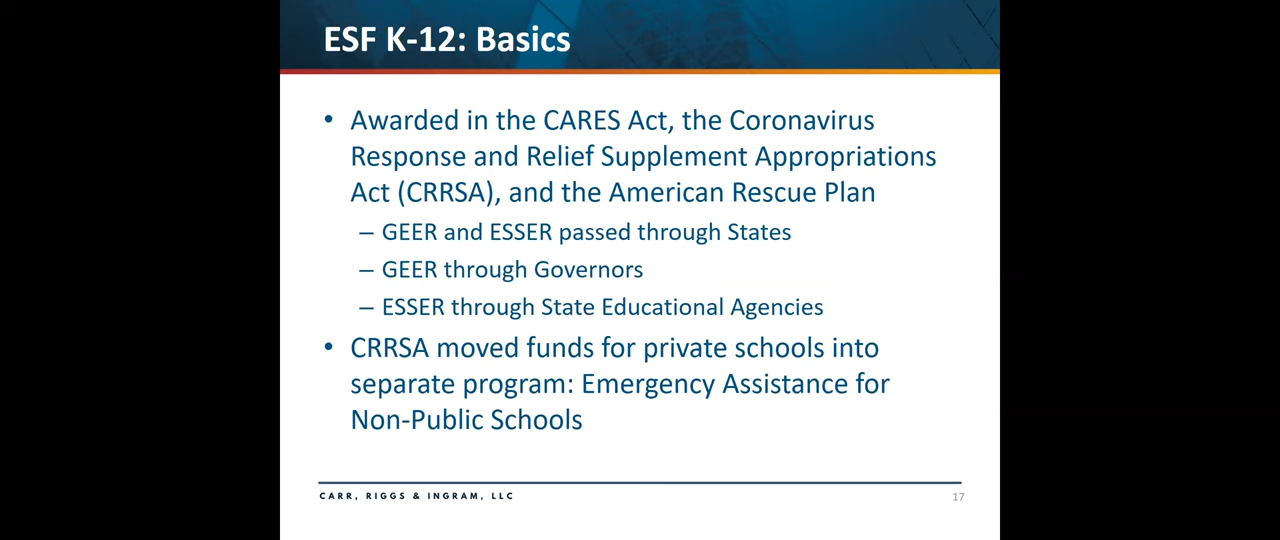 ESF K-12: Basics
• Awarded in the CARES Act, the Coronavirus
Response and Relief Supplement Appropriations
Act (CRRSA), and the American Rescue Plan
– GEER and ESSER passed through States
– GEER through Governors
– ESSER through State Educational Agencies
• CRRSA moved funds for private schools into
separate program: Emergency Assistance for
Non-Public Schools
CARR, RIGGS & INGRAM, LLC
17